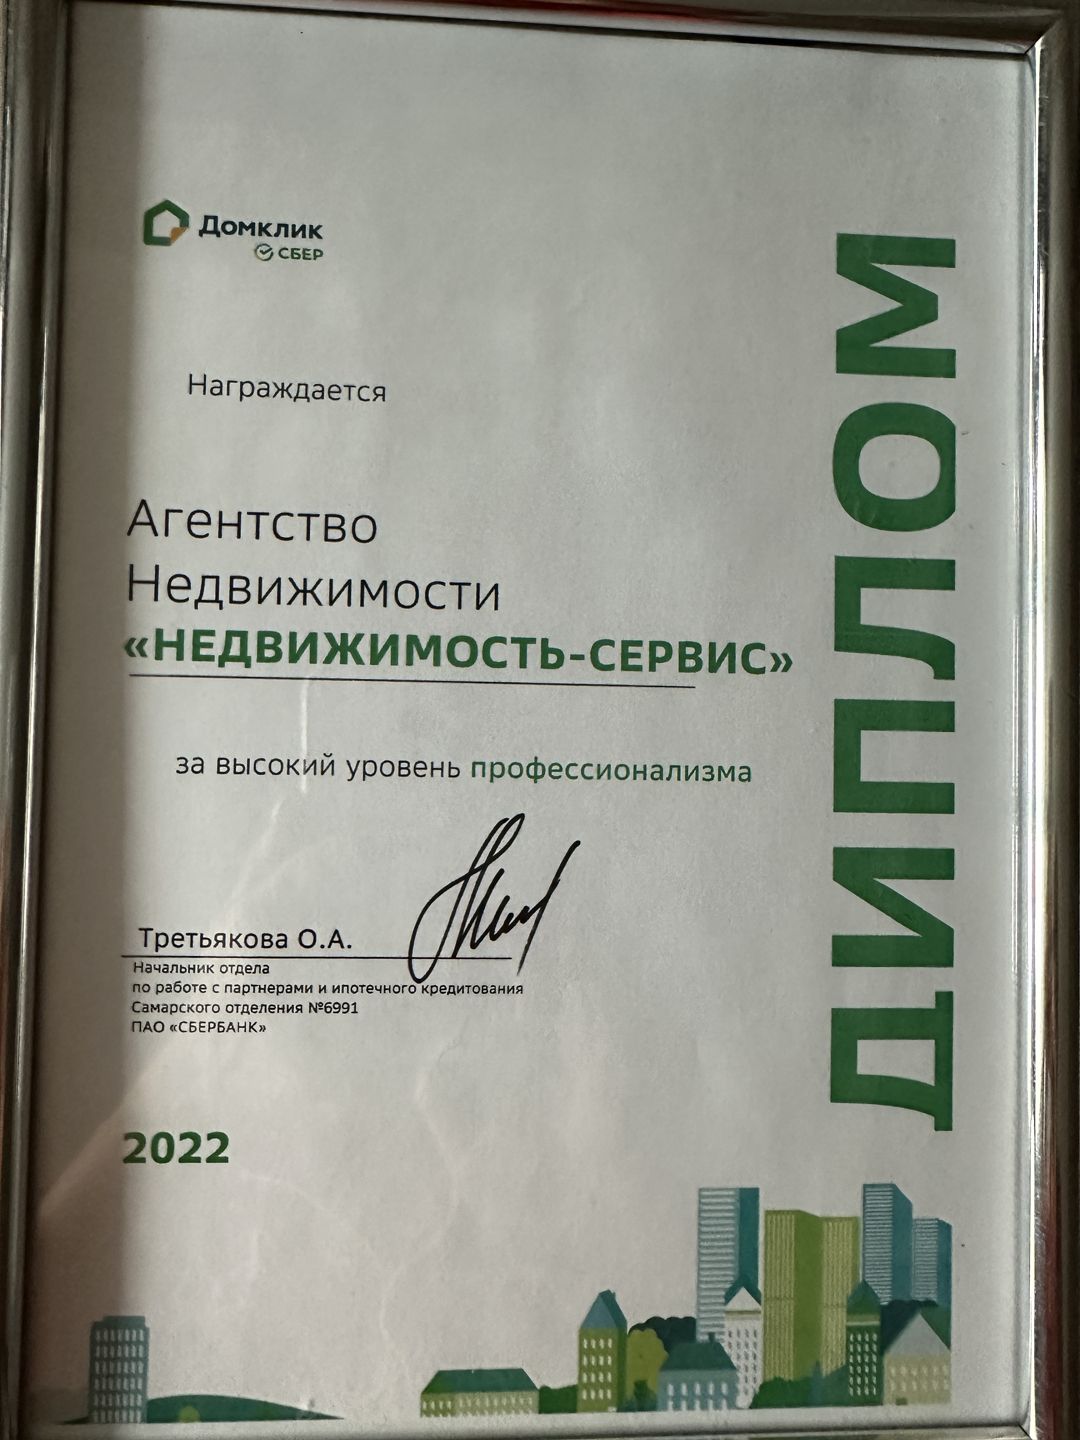 Домклик
СБЕР
Награждается
Агентство
Недвижимости
«НЕДВИЖИМОСТЬ-СЕРВИС»
за высокий уровень профессионализма
Третьякова О.А.
Начальник отдела
по работе с партнерами и ипотечного кредитования
Самарского отделения №6991
ПАО «СБЕРБАНК»
2022
ДИПЛОМ